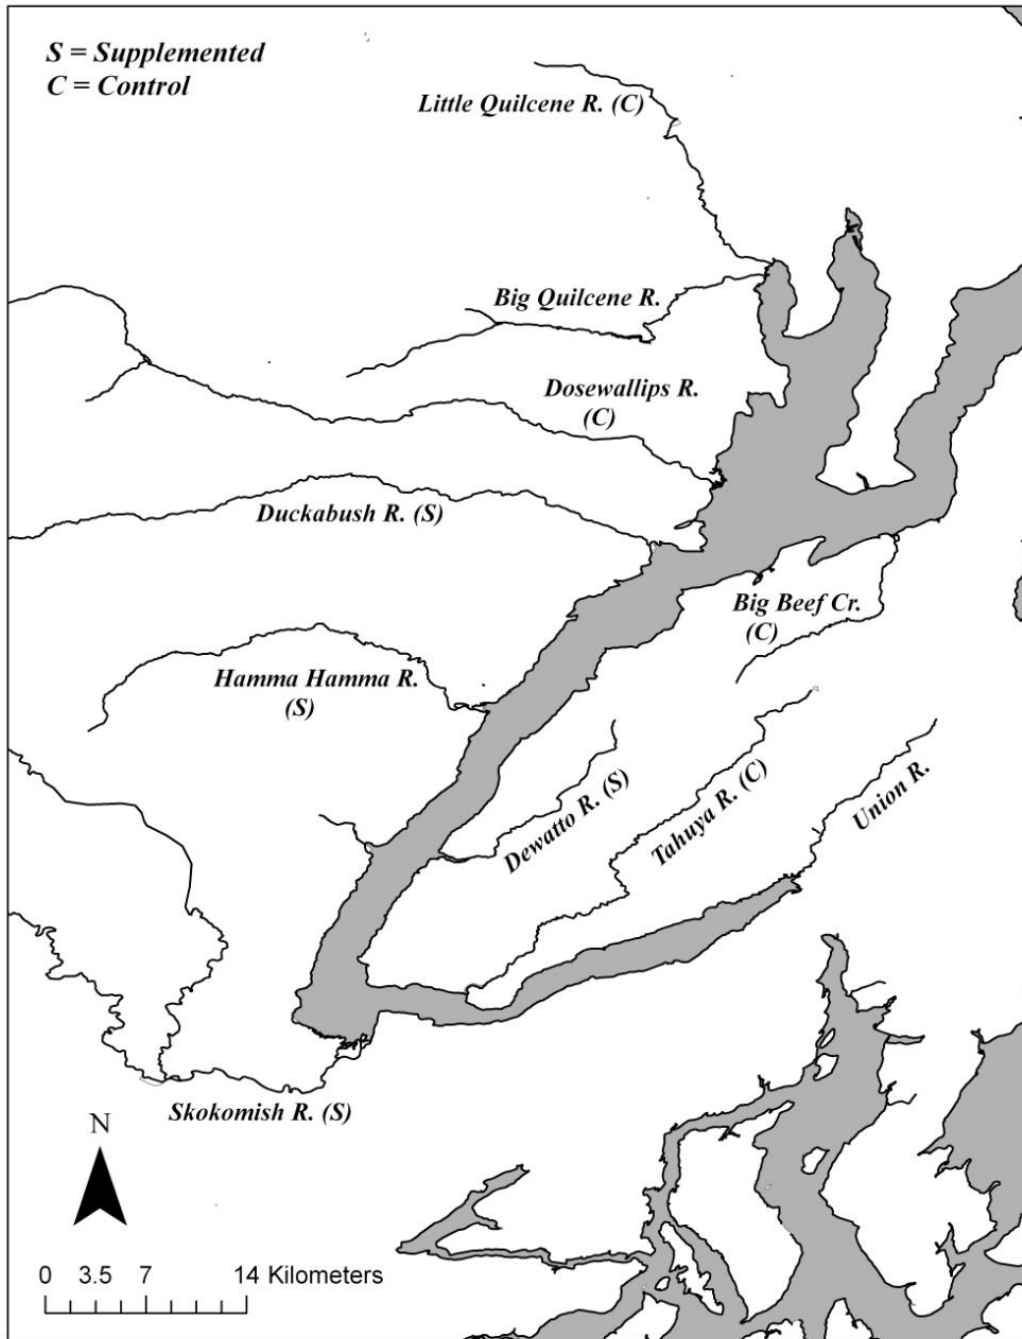 S = Supplemented
C = Control
Little Quilcene R. (C)
Big Quilcene R.
Dosewallips R.
(C)
Duckabush R. (S)
Big Beef Cr.
(C)
Hamma Hamma R.
(S)
Dewatto R. (S)
Tahuya R. (C)
Union R.
Skokomish R. (S)
N
0 3.5 7 14 Kilometers